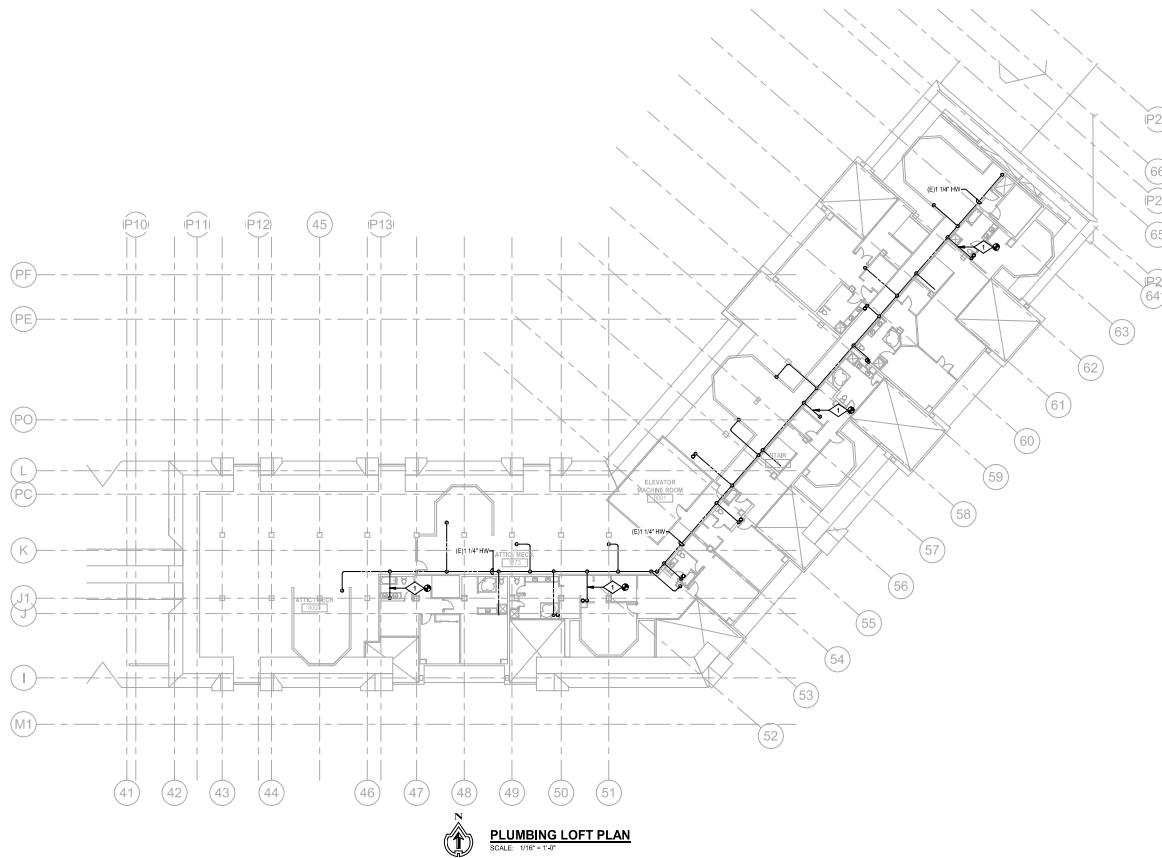 P10
P11
P12
45
P13
PF
PE
PO
L
PC
K
J1
J
I
M1
41
42
43
44
46
47
48
49
50
51
52
53
54
55
56
57
58
59
60
61
62
63
64
65
66
(E)1 1/4" HW
1
1
STAIR
ELEVATOR
MACHINE ROOM
(E)1 1/4" HW
(E)1 1/4" HW
ATTIC/ MECH.
1
1
ATTIC/ MECH
N
PLUMBING LOFT PLAN
SCALE: 1/16" = 1'-0"